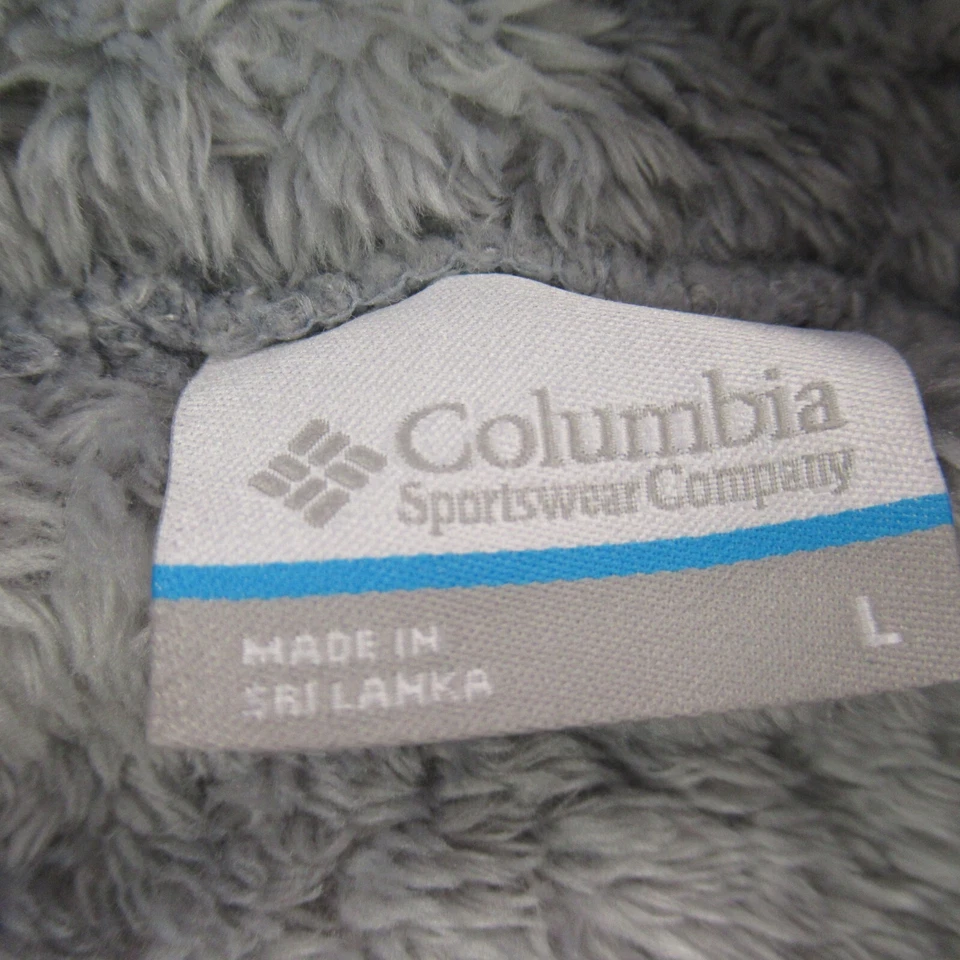 Columbia
Sportswear Company
MADE IN
SRI LANKA
L